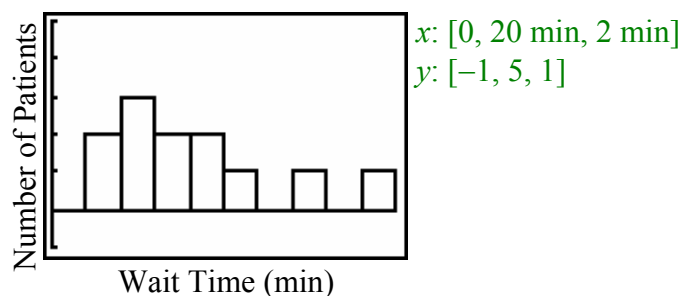 Number of Patients
x: [0, 20 min, 2 min]
y: [–1, 5, 1]
Wait Time (min)